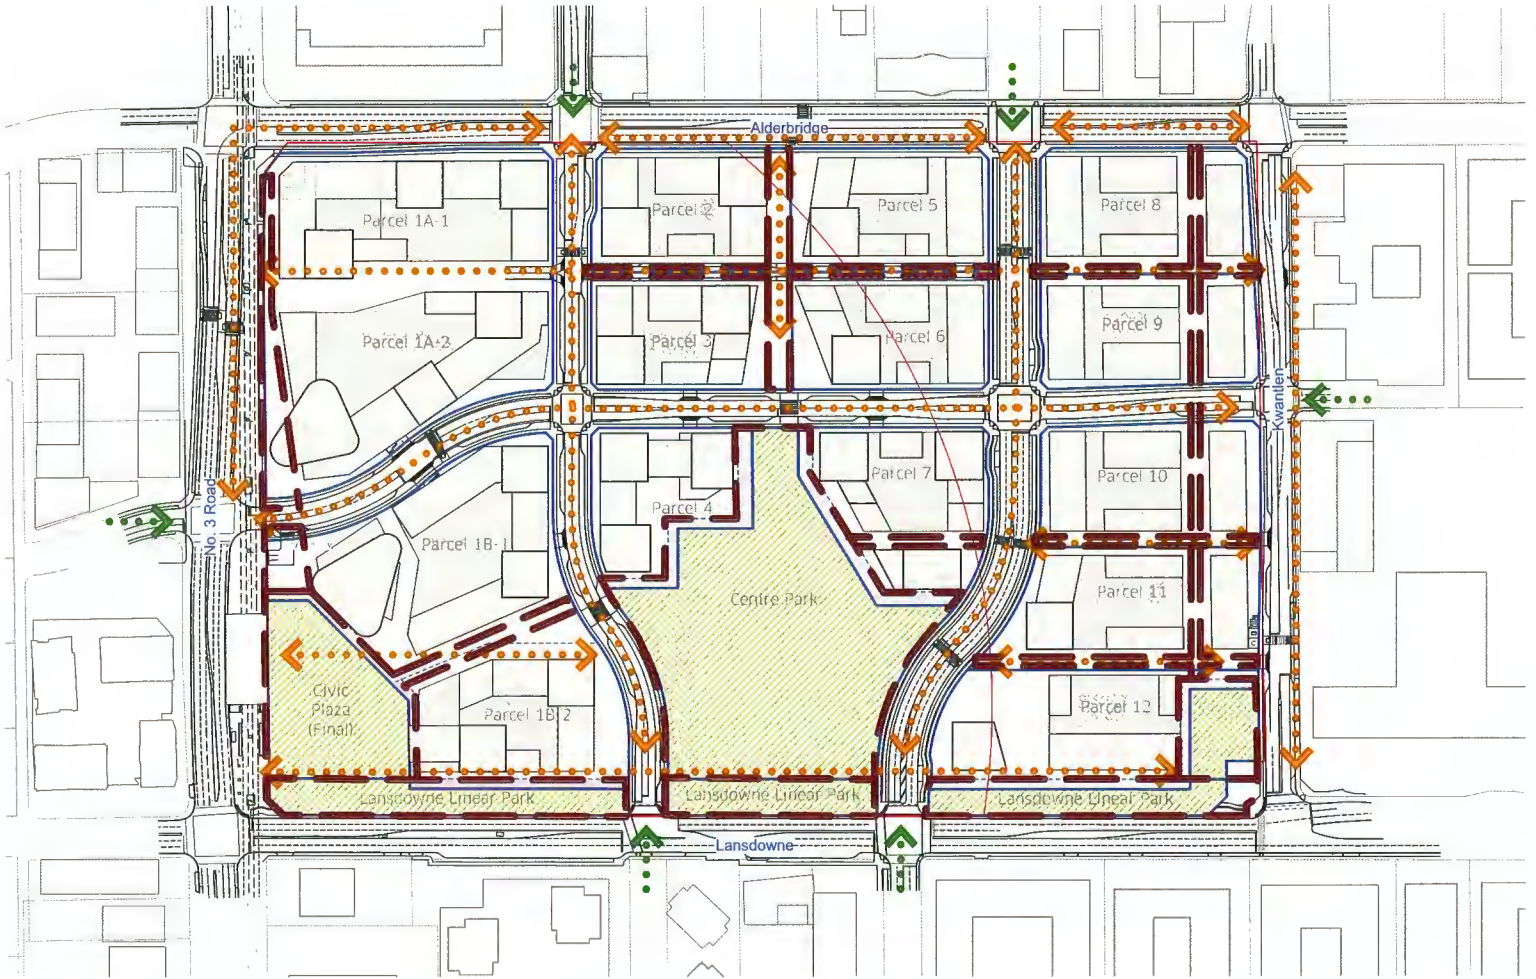 Alderbridge
Parcel 1A-1
Parcel 2
Parcel 5
Parcel 8
Parcel 1A-2
Parcel 3
Parcel 6
Parcel 9
Kwantlen
Parcel 4
Parcel 7
Parcel 10
No. 3 Road
Parcel 1B-1
Centre Park
Parcel 11
Civic
Plaza
(Final)
Parcel 1B-2
Parcel 12
Lansdowne Linear Park
Lansdowne Linear Park
Lansdowne Linear Park
Lansdowne